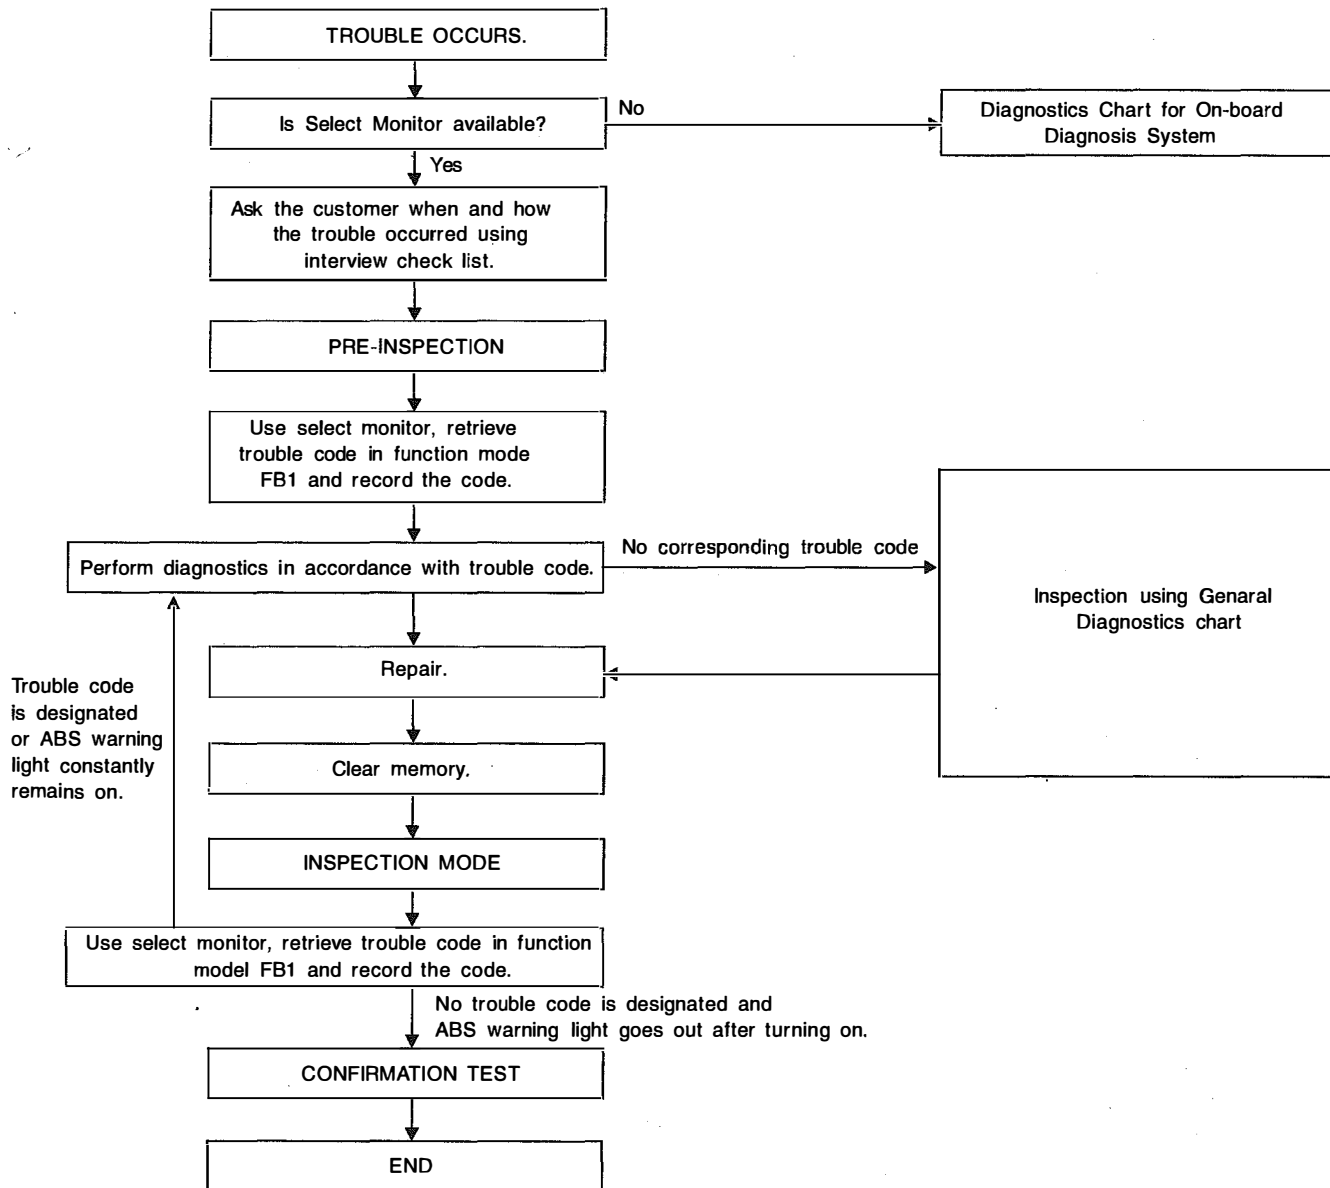 TROUBLE OCCURS.
Is Select Monitor available?
No
Diagnostics Chart for On-board
Diagnosis System
Yes
Ask the customer when and how
the trouble occurred using
interview check list.
PRE-INSPECTION
Use select monitor, retrieve
trouble code in function mode
FB1 and record the code.
Perform diagnostics in accordance with trouble code.
No corresponding trouble code
Inspection using Genaral
Diagnostics chart
Repair.
Trouble code
is designated
or ABS warning
light constantly
remains on.
Clear memory.
INSPECTION MODE
Use select monitor, retrieve trouble code in function
model FB1 and record the code.
No trouble code is designated and
ABS warning light goes out after turning on.
CONFIRMATION TEST
END